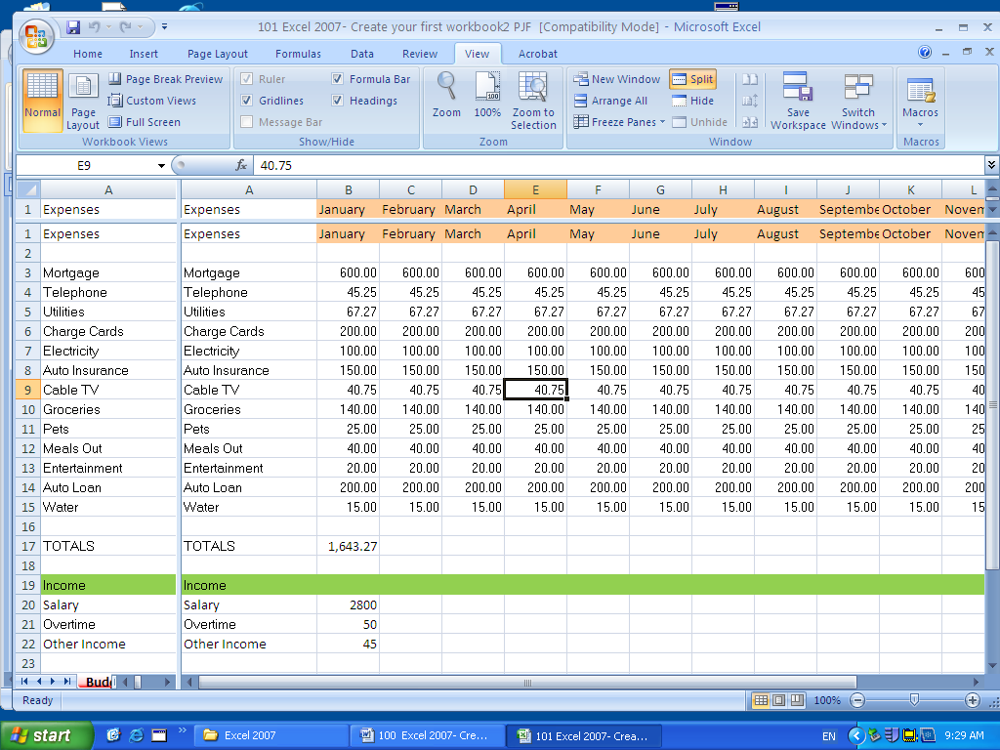 101 Excel 2007- Create your first workbook2 PJF [Compatibility Mode] - Microsoft Excel
Home Insert Page Layout Formulas Data Review View Acrobat
Normal Page Layout Page Break Preview Custom Views Full Screen
Ruler Formula Bar Gridlines Headings Message Bar
Zoom 100% Zoom to Selection
New Window Arrange All Freeze Panes Split Hide Unhide
Save Workspace Switch Windows Macros
Workbook Views Show/Hide Zoom Window Macros
E9 fx 40.75
A A B C D E F G H I J K L
1 Expenses Expenses January February March April May June July August Septembe October Novem
1 Expenses Expenses January February March April May June July August Septembe October Novem
2
3 Mortgage Mortgage 600.00 600.00 600.00 600.00 600.00 600.00 600.00 600.00 600.00 600.00 600
4 Telephone Telephone 45.25 45.25 45.25 45.25 45.25 45.25 45.25 45.25 45.25 45.25 45
5 Utilities Utilities 67.27 67.27 67.27 67.27 67.27 67.27 67.27 67.27 67.27 67.27 67
6 Charge Cards Charge Cards 200.00 200.00 200.00 200.00 200.00 200.00 200.00 200.00 200.00 200.00 200
7 Electricity Electricity 100.00 100.00 100.00 100.00 100.00 100.00 100.00 100.00 100.00 100.00 100
8 Auto Insurance Auto Insurance 150.00 150.00 150.00 150.00 150.00 150.00 150.00 150.00 150.00 150.00 150
9 Cable TV Cable TV 40.75 40.75 40.75 40.75 40.75 40.75 40.75 40.75 40.75 40.75 40
10 Groceries Groceries 140.00 140.00 140.00 140.00 140.00 140.00 140.00 140.00 140.00 140.00 140
11 Pets Pets 25.00 25.00 25.00 25.00 25.00 25.00 25.00 25.00 25.00 25.00 25
12 Meals Out Meals Out 40.00 40.00 40.00 40.00 40.00 40.00 40.00 40.00 40.00 40.00 40
13 Entertainment Entertainment 20.00 20.00 20.00 20.00 20.00 20.00 20.00 20.00 20.00 20.00 20
14 Auto Loan Auto Loan 200.00 200.00 200.00 200.00 200.00 200.00 200.00 200.00 200.00 200.00 200
15 Water Water 15.00 15.00 15.00 15.00 15.00 15.00 15.00 15.00 15.00 15.00 15
16
17 TOTALS TOTALS 1,643.27
18
19 Income Income
20 Salary Salary 2800
21 Overtime Overtime 50
22 Other Income Other Income 45
23
Budg
Ready 100%
start Excel 2007 100 Excel 2007- Cre... 101 Excel 2007- Crea... EN 9:29 AM